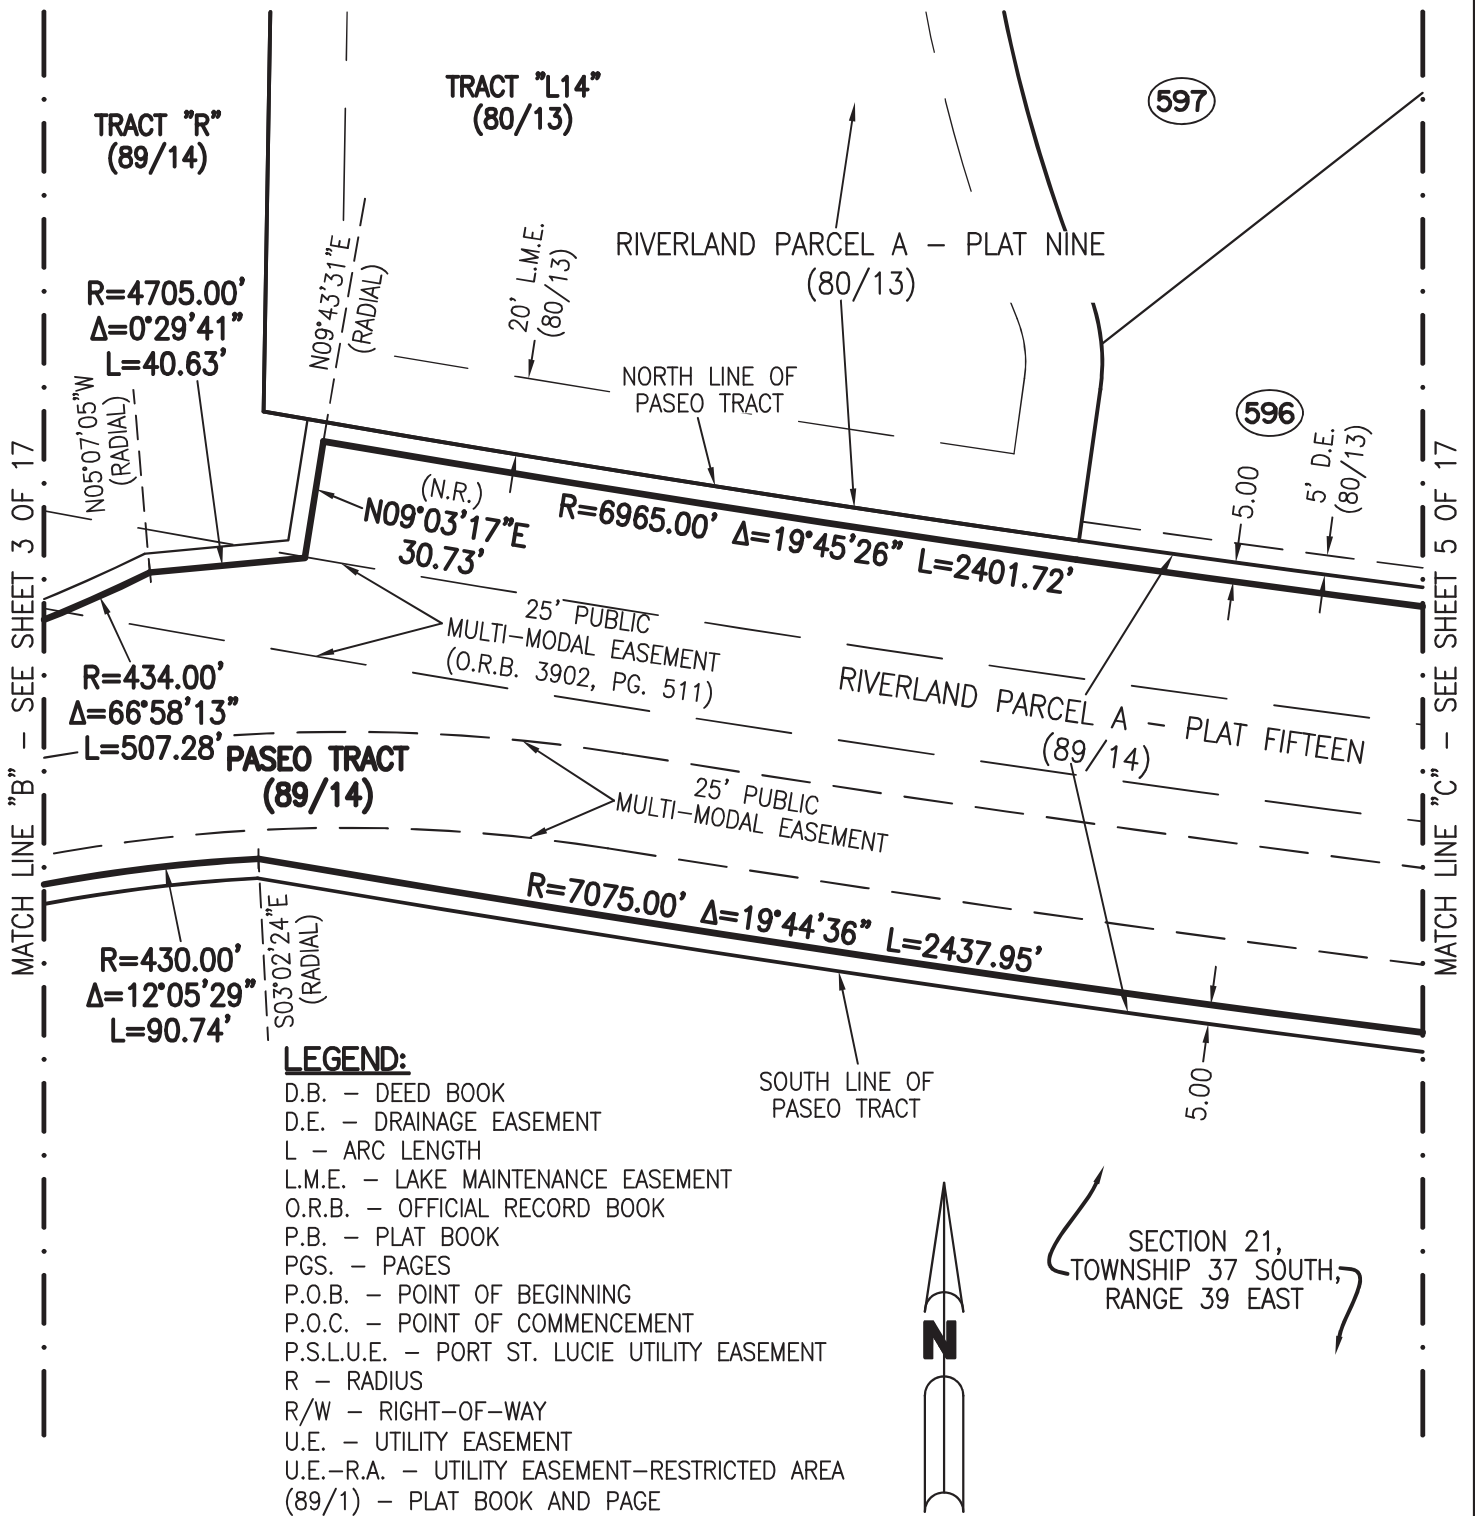 TRACT "R"
(89/14)
TRACT "L14"
(80/13)
597
RIVERLAND PARCEL A – PLAT NINE
(80/13)
N09°43'31"E
(RADIAL)
20' L.M.E.
(80/13)
R=4705.00'
Δ=0°29'41"
L=40.63'
N05°07'05"W
(RADIAL)
NORTH LINE OF
PASEO TRACT
596
5.00
5' D.E.
(80/13)
(N.R.)
N09°03'17"E
30.73'
R=6965.00' Δ=19°45'26" L=2401.72'
MATCH LINE "B" – SEE SHEET 3 OF 17
MATCH LINE "C" – SEE SHEET 5 OF 17
25' PUBLIC
MULTI–MODAL EASEMENT
(O.R.B. 3902, PG. 511)
R=434.00'
Δ=66°58'13"
L=507.28'
RIVERLAND PARCEL A – PLAT FIFTEEN
(89/14)
PASEO TRACT
(89/14)
25' PUBLIC
MULTI–MODAL EASEMENT
R=7075.00' Δ=19°44'36" L=2437.95'
R=430.00'
Δ=12°05'29"
L=90.74'
S03°02'24"E
(RADIAL)
SOUTH LINE OF
PASEO TRACT
5.00
LEGEND:
D.B. – DEED BOOK
D.E. – DRAINAGE EASEMENT
L – ARC LENGTH
L.M.E. – LAKE MAINTENANCE EASEMENT
O.R.B. – OFFICIAL RECORD BOOK
P.B. – PLAT BOOK
PGS. – PAGES
P.O.B. – POINT OF BEGINNING
P.O.C. – POINT OF COMMENCEMENT
P.S.L.U.E. – PORT ST. LUCIE UTILITY EASEMENT
R – RADIUS
R/W – RIGHT–OF–WAY
U.E. – UTILITY EASEMENT
U.E.–R.A. – UTILITY EASEMENT–RESTRICTED AREA
(89/1) – PLAT BOOK AND PAGE
N
SECTION 21,
TOWNSHIP 37 SOUTH,
RANGE 39 EAST